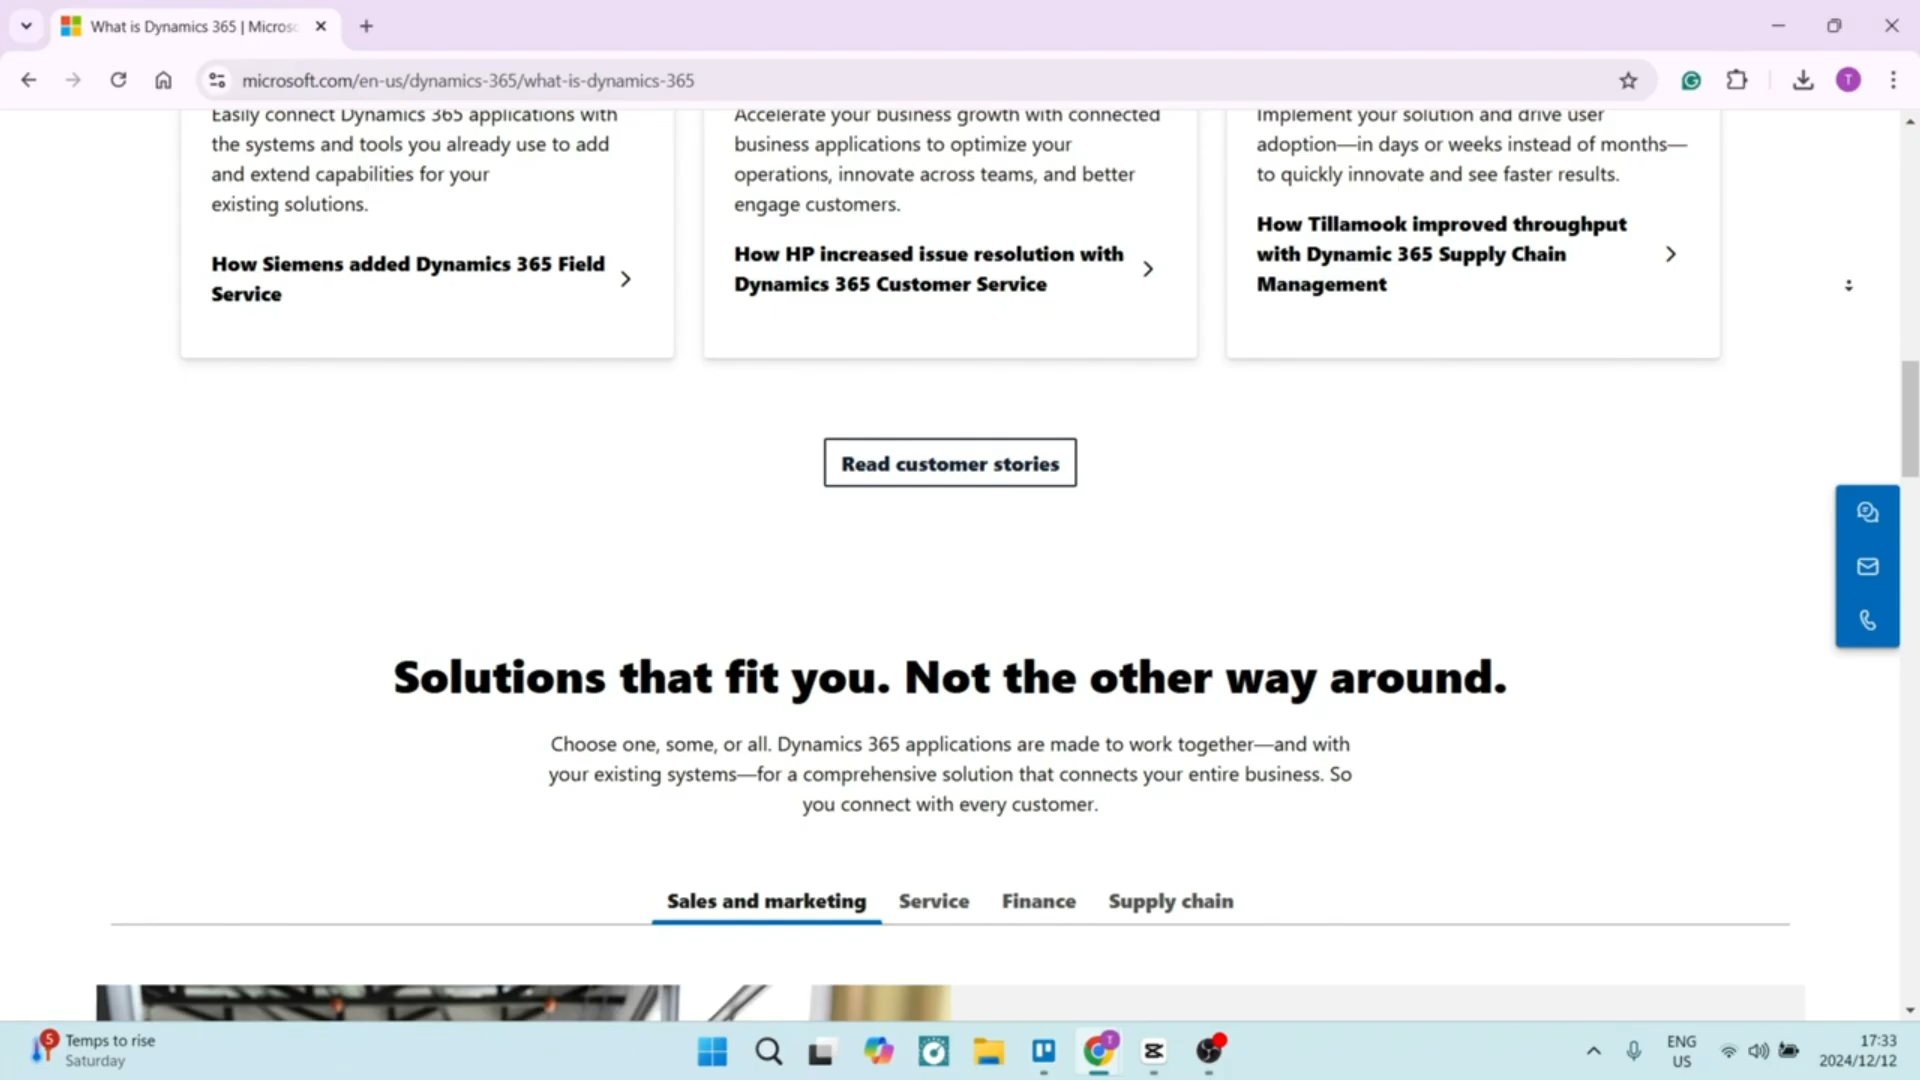 What is Dynamics 365 | Micros
microsoft.com/en-us/dynamics-365/what-is-dynamics-365
T
Easily connect Dynamics 365 applications with
the systems and tools you already use to add
and extend capabilities for your
existing solutions.
How Siemens added Dynamics 365 Field
Service
Accelerate your business growth with connected
business applications to optimize your
operations, innovate across teams, and better
engage customers.
How HP increased issue resolution with
Dynamics 365 Customer Service
Implement your solution and drive user
adoption—in days or weeks instead of months—
to quickly innovate and see faster results.
How Tillamook improved throughput
with Dynamic 365 Supply Chain
Management
Read customer stories
Solutions that fit you. Not the other way around.
Choose one, some, or all. Dynamics 365 applications are made to work together—and with
your existing systems—for a comprehensive solution that connects your entire business. So
you connect with every customer.
Sales and marketing Service Finance Supply chain
5
Temps to rise
Saturday
T
ENG
US
17:33
2024/12/12